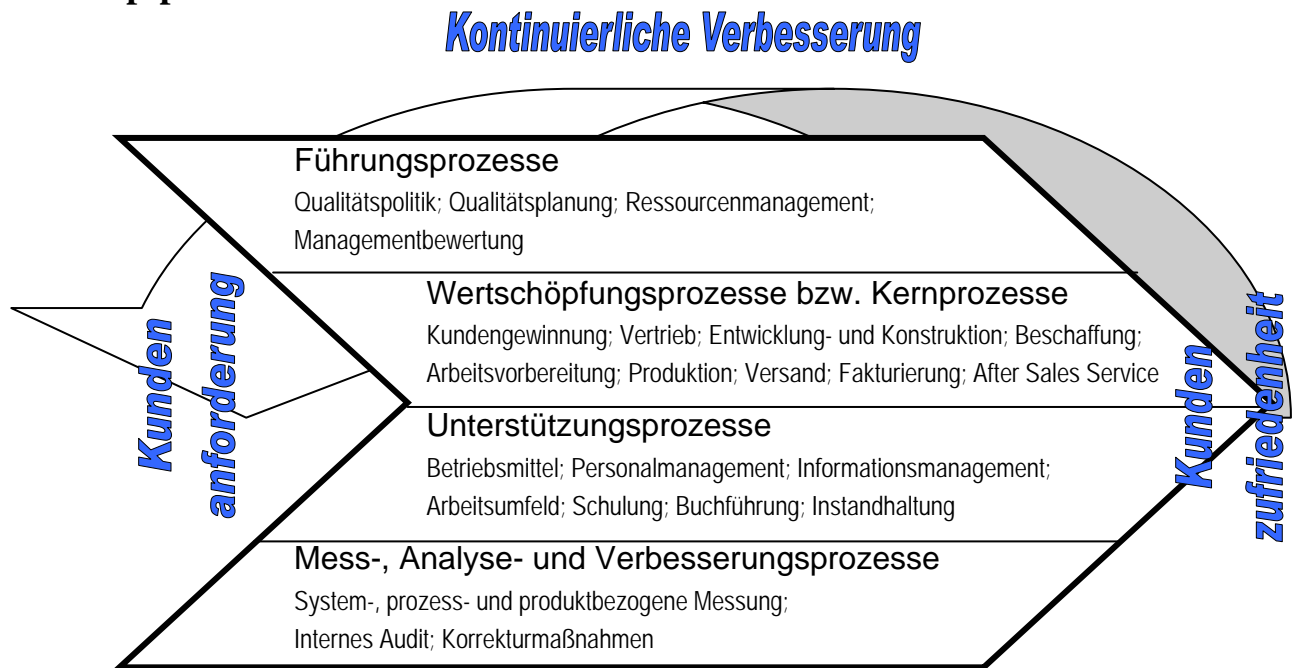 Kontinuierliche Verbesserung
Führungsprozesse
Qualitätspolitik; Qualitätsplanung; Ressourcenmanagement;
Managementbewertung
Wertschöpfungsprozesse bzw. Kernprozesse
Kundengewinnung; Vertrieb; Entwicklung- und Konstruktion; Beschaffung;
Arbeitsvorbereitung; Produktion; Versand; Fakturierung; After Sales Service
Unterstützungsprozesse
Betriebsmittel; Personalmanagement; Informationsmanagement;
Arbeitsumfeld; Schulung; Buchführung; Instandhaltung
Mess-, Analyse- und Verbesserungsprozesse
System-, prozess- und produktbezogene Messung;
Internes Audit; Korrekturmaßnahmen
Kunden
anforderung
Kunden
zufriedenheit